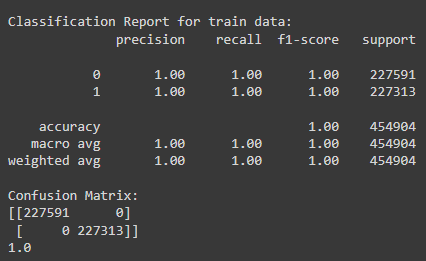 Classification Report for train data:
precision recall f1-score support
0 1.00 1.00 1.00 227591
1 1.00 1.00 1.00 227313
accuracy 1.00 454904
macro avg 1.00 1.00 1.00 454904
weighted avg 1.00 1.00 1.00 454904
Confusion Matrix:
[[227591 0]
[ 0 227313]]
1.0